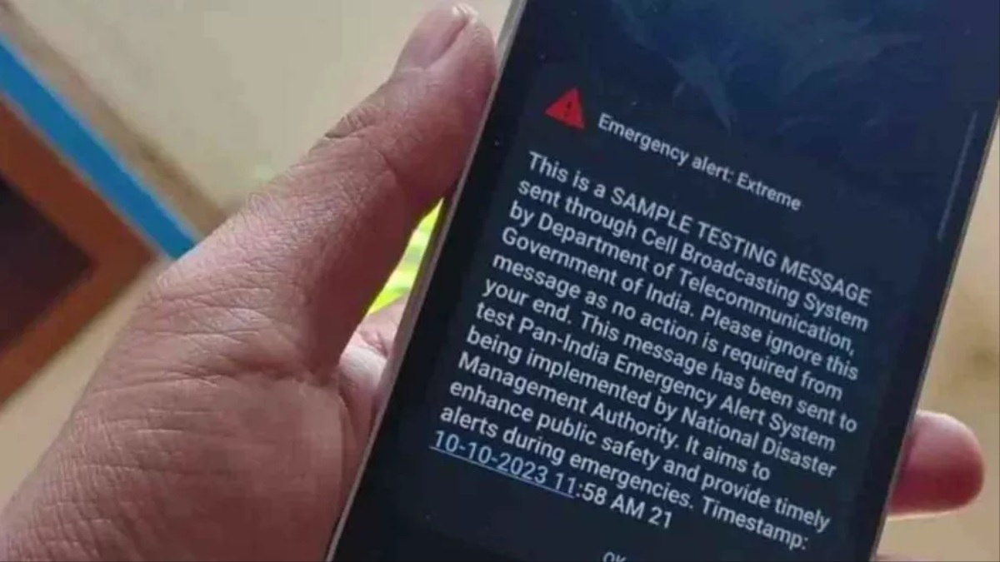 Emergency alert: Extreme
This is a SAMPLE TESTING MESSAGE
sent through Cell Broadcasting System
by Department of Telecommunication,
Government of India. Please ignore this
message as no action is required from
your end. This message has been sent to
test Pan-India Emergency Alert System
being implemented by National Disaster
Management Authority. It aims to
enhance public safety and provide timely
alerts during emergencies. Timestamp:
10-10-2023 11:58 AM 21
OK